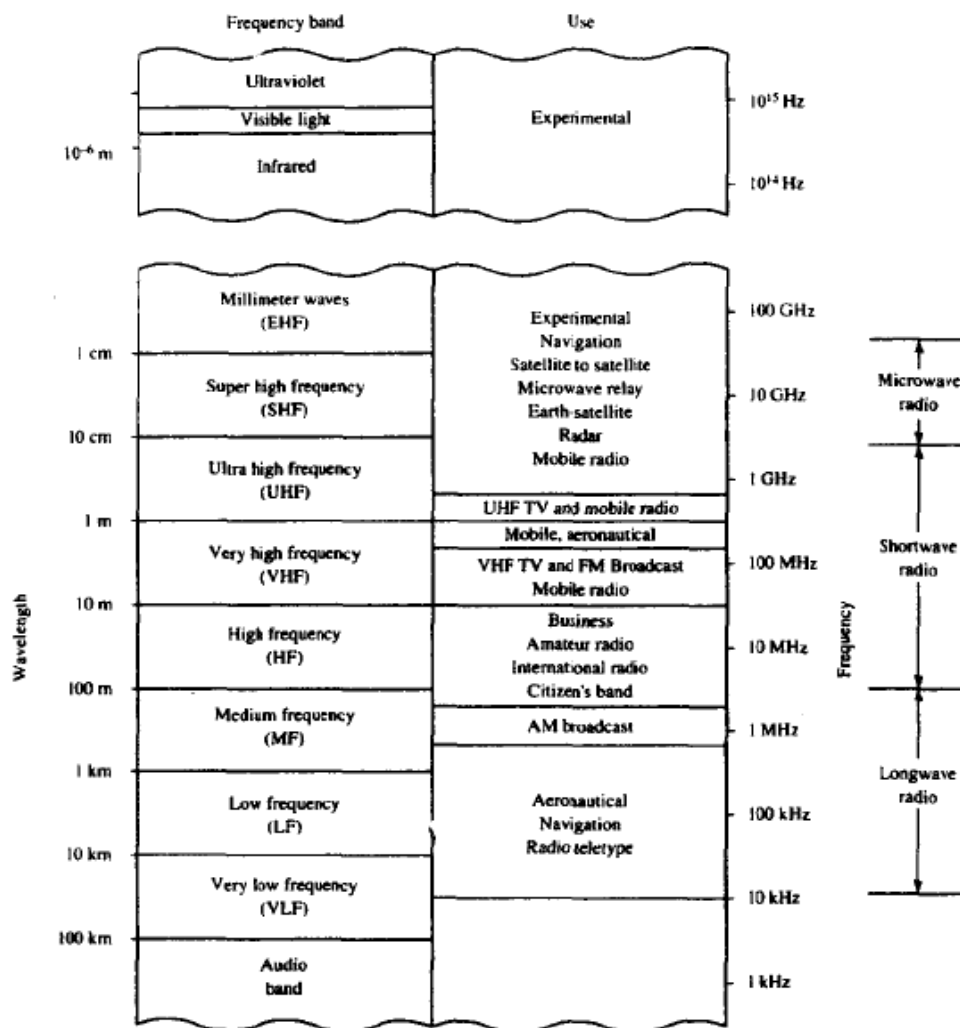 Frequency band
Use
Ultraviolet
Visible light
Infrared
10⁻⁶ m
Experimental
10¹⁵ Hz
10¹⁴ Hz
Millimeter waves
(EHF)
1 cm
Super high frequency
(SHF)
10 cm
Ultra high frequency
(UHF)
1 m
Very high frequency
(VHF)
10 m
High frequency
(HF)
100 m
Medium frequency
(MF)
1 km
Low frequency
(LF)
10 km
Very low frequency
(VLF)
100 km
Audio
band
Wavelength
Experimental
Navigation
Satellite to satellite
Microwave relay
Earth-satellite
Radar
Mobile radio
UHF TV and mobile radio
Mobile, aeronautical
VHF TV and FM Broadcast
Mobile radio
Business
Amateur radio
International radio
Citizen's band
AM broadcast
Aeronautical
Navigation
Radio teletype
100 GHz
10 GHz
1 GHz
100 MHz
10 MHz
1 MHz
100 kHz
10 kHz
1 kHz
Frequency
Microwave
radio
Shortwave
radio
Longwave
radio